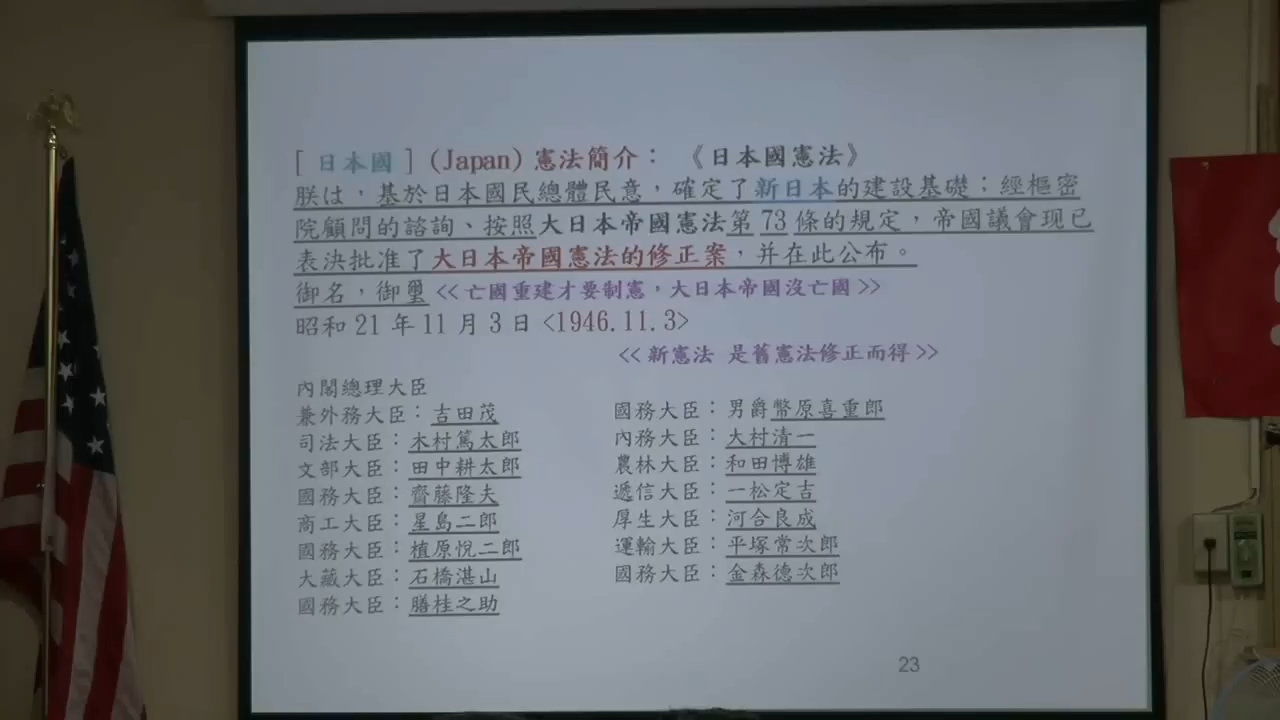 [ 日本國 ] (Japan) 憲法簡介： 《日本國憲法》
朕は，基於日本國民總體民意，確定了新日本的建設基礎；經樞密
院顧問的諮詢、按照大日本帝國憲法第 73 條的規定，帝國議會現已
表決批准了大日本帝國憲法的修正案，并在此公布。
御名，御璽 << 亡國重建才要制憲，大日本帝國沒亡國 >>
昭和 21 年 11 月 3 日 <1946.11.3>
<< 新憲法 是舊憲法修正而得 >>
內閣總理大臣
兼外務大臣：吉田茂
司法大臣：木村篤太郎
文部大臣：田中耕太郎
國務大臣：齋藤隆夫
商工大臣：星島二郎
國務大臣：植原悅二郎
大藏大臣：石橋湛山
國務大臣：膳桂之助
國務大臣：男爵幣原喜重郎
內務大臣：大村清一
農林大臣：和田博雄
遞信大臣：一松定吉
厚生大臣：河合良成
運輸大臣：平塚常次郎
國務大臣：金森德次郎
23